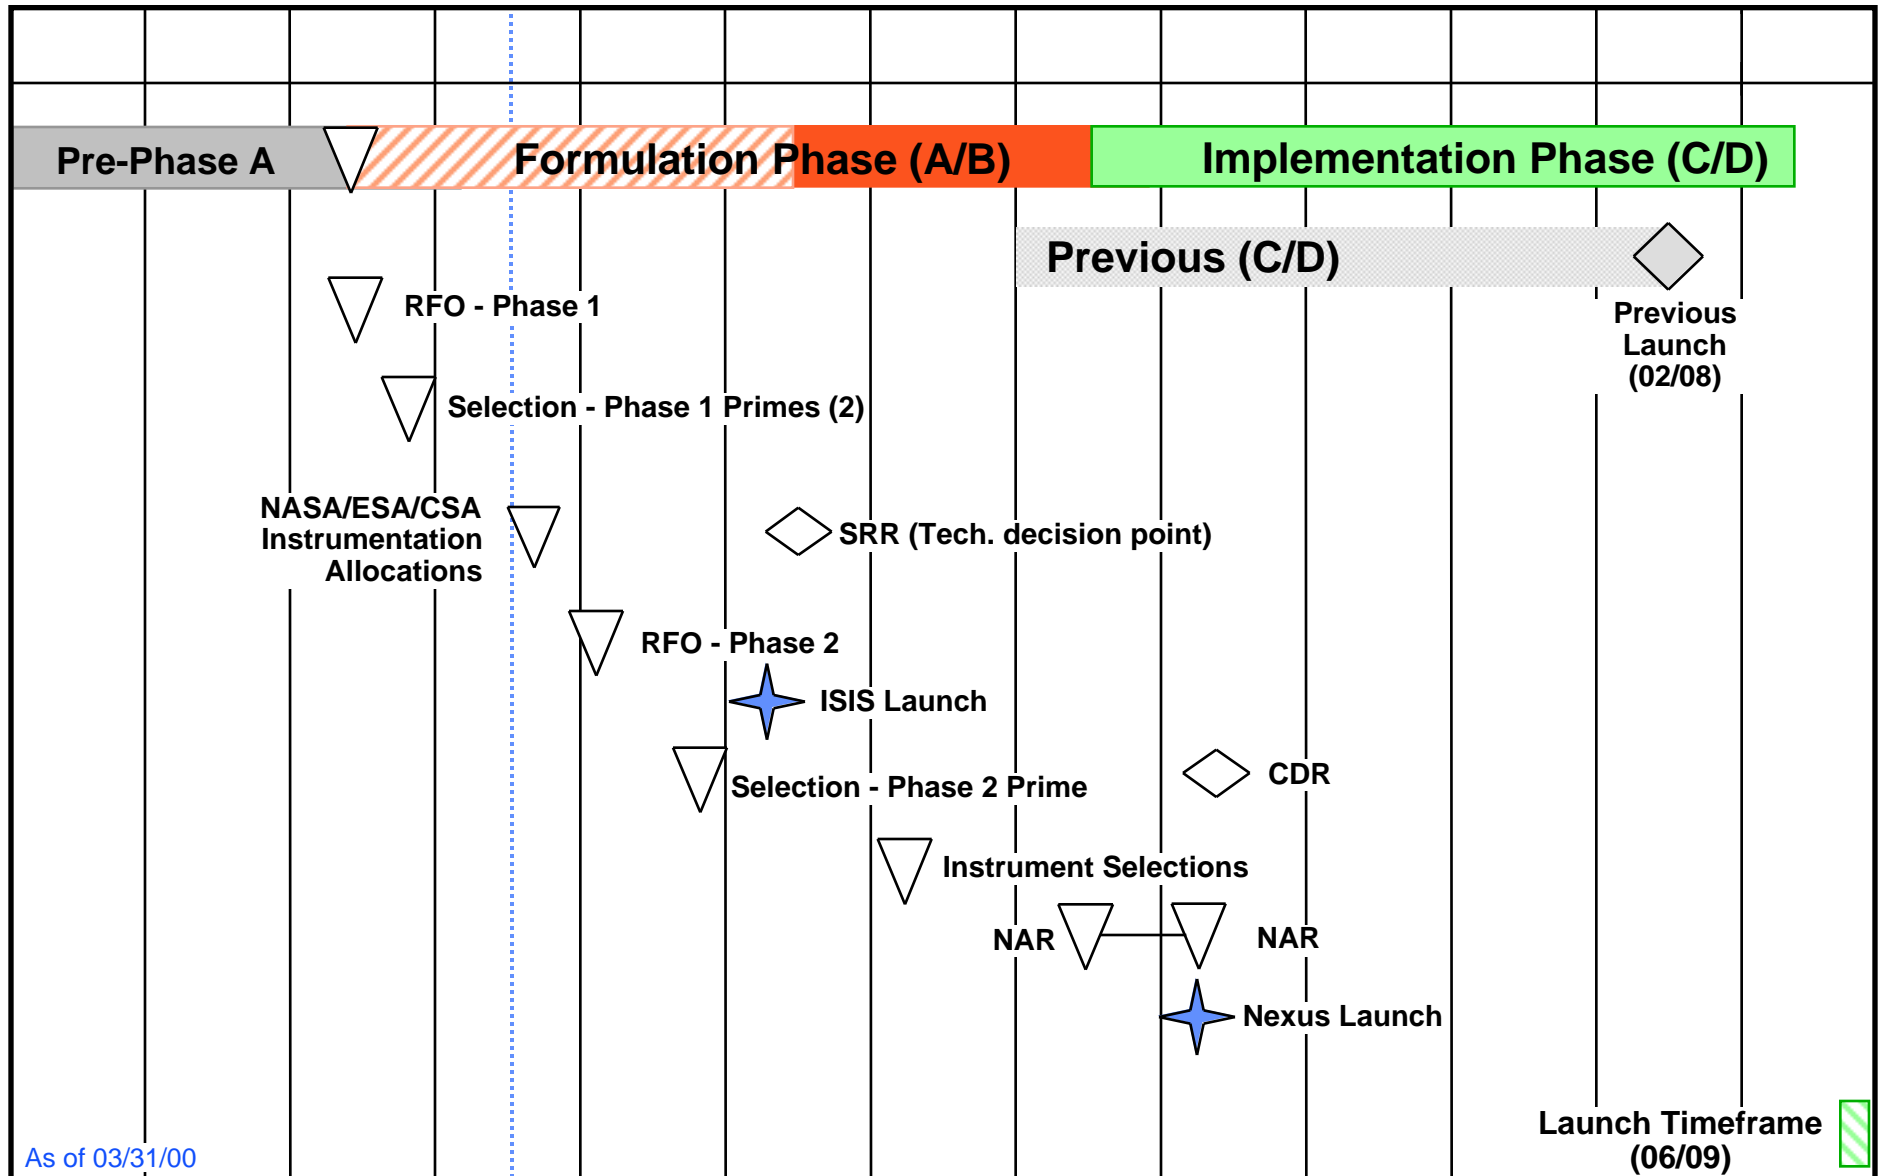 Pre-Phase A
Formulation Phase (A/B)
Implementation Phase (C/D)
Previous (C/D)
Previous
Launch
(02/08)
RFO - Phase 1
Selection - Phase 1 Primes (2)
NASA/ESA/CSA
Instrumentation
Allocations
SRR (Tech. decision point)
RFO - Phase 2
ISIS Launch
Selection - Phase 2 Prime
CDR
Instrument Selections
NAR
NAR
Nexus Launch
Launch Timeframe
(06/09)
As of 03/31/00